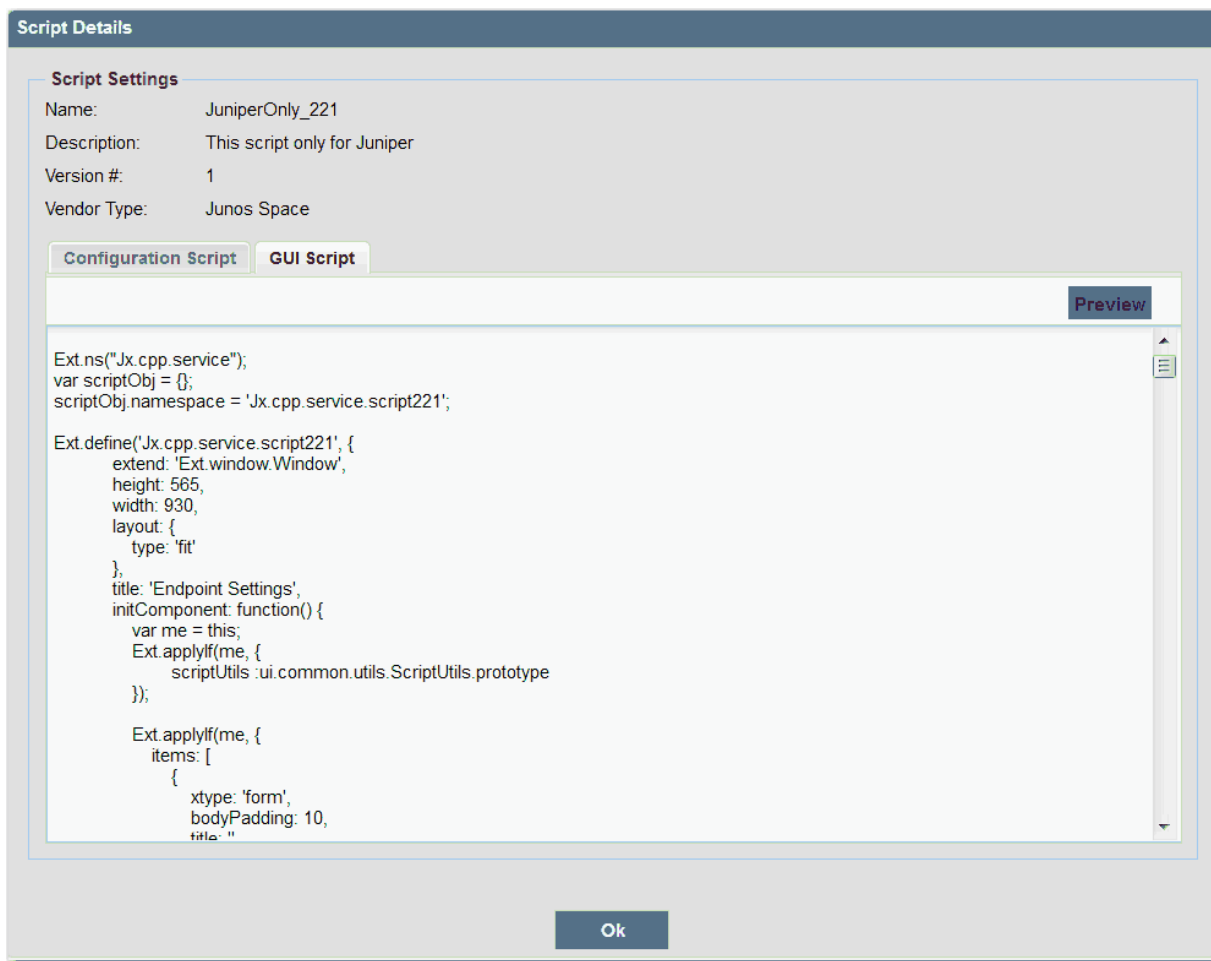 Script Details
Script Settings
Name: JuniperOnly_221
Description: This script only for Juniper
Version #: 1
Vendor Type: Junos Space
Configuration Script GUI Script
Preview
Ext.ns("Jx.cpp.service");
var scriptObj = {};
scriptObj.namespace = 'Jx.cpp.service.script221';
Ext.define('Jx.cpp.service.script221', {
extend: 'Ext.window.Window',
height: 565,
width: 930,
layout: {
type: 'fit'
},
title: 'Endpoint Settings',
initComponent: function() {
var me = this;
Ext.applyIf(me, {
scriptUtils :ui.common.utils.ScriptUtils.prototype
});
Ext.applyIf(me, {
items: [
{
xtype: 'form',
bodyPadding: 10,
title: ''
Ok